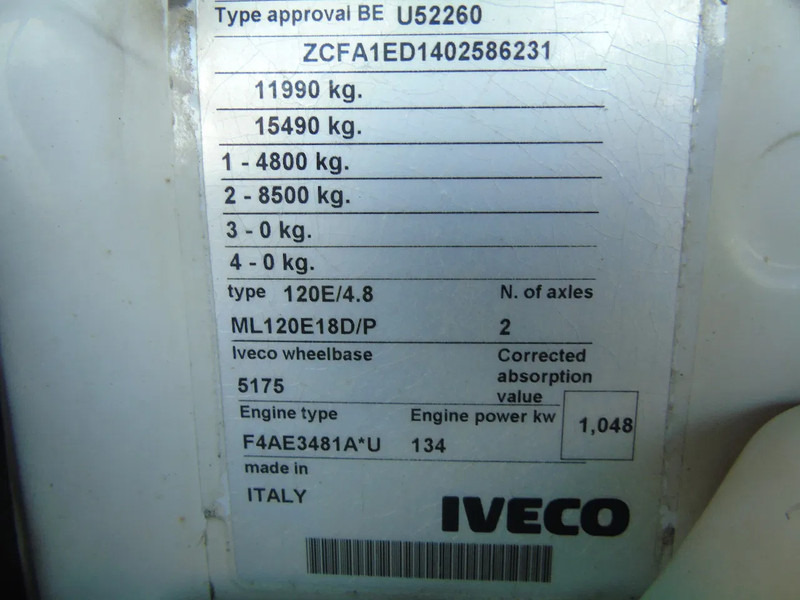 Type approval BE U52260
ZCFA1ED1402586231
11990 kg.
15490 kg.
1 - 4800 kg.
2 - 8500 kg.
3 - 0 kg.
4 - 0 kg.
type 120E/4.8 N. of axles
ML120E18D/P 2
Iveco wheelbase Corrected
absorption
value
5175
Engine type Engine power kw
1,048
F4AE3481A*U 134
made in
ITALY
IVECO